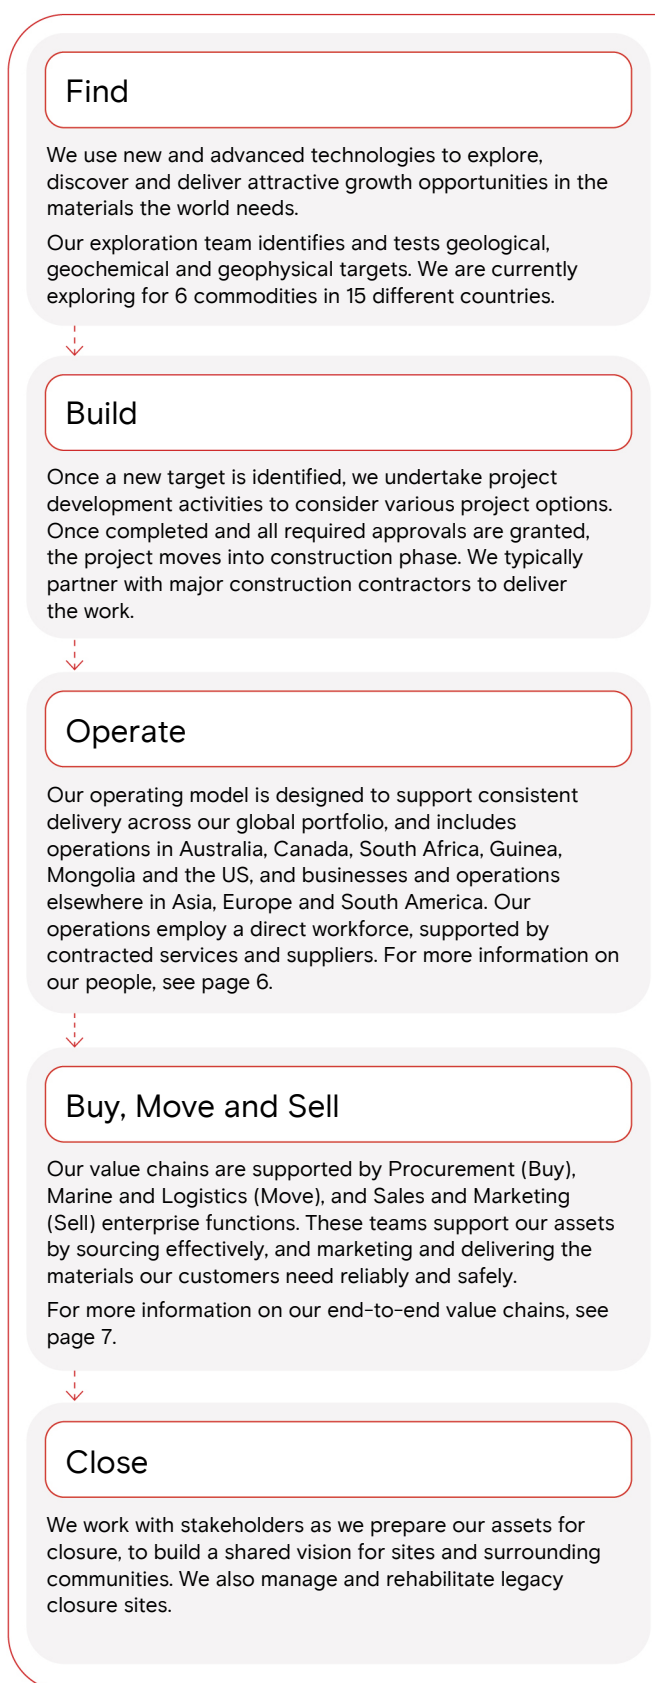 Find
We use new and advanced technologies to explore,
discover and deliver attractive growth opportunities in the
materials the world needs.
Our exploration team identifies and tests geological,
geochemical and geophysical targets. We are currently
exploring for 6 commodities in 15 different countries.
Build
Once a new target is identified, we undertake project
development activities to consider various project options.
Once completed and all required approvals are granted,
the project moves into construction phase. We typically
partner with major construction contractors to deliver
the work.
Operate
Our operating model is designed to support consistent
delivery across our global portfolio, and includes
operations in Australia, Canada, South Africa, Guinea,
Mongolia and the US, and businesses and operations
elsewhere in Asia, Europe and South America. Our
operations employ a direct workforce, supported by
contracted services and suppliers. For more information on
our people, see page 6.
Buy, Move and Sell
Our value chains are supported by Procurement (Buy),
Marine and Logistics (Move), and Sales and Marketing
(Sell) enterprise functions. These teams support our assets
by sourcing effectively, and marketing and delivering the
materials our customers need reliably and safely.
For more information on our end-to-end value chains, see
page 7.
Close
We work with stakeholders as we prepare our assets for
closure, to build a shared vision for sites and surrounding
communities. We also manage and rehabilitate legacy
closure sites.